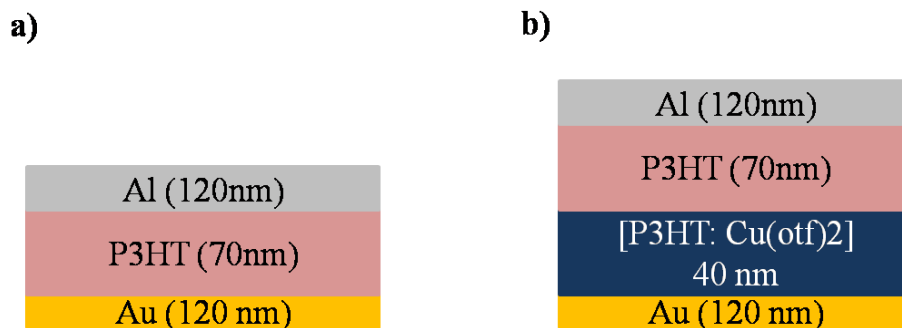 a)
Al (120nm)
P3HT (70nm)
Au (120 nm)
b)
Al (120nm)
P3HT (70nm)
[P3HT: Cu(otf)2]
40 nm
Au (120 nm)